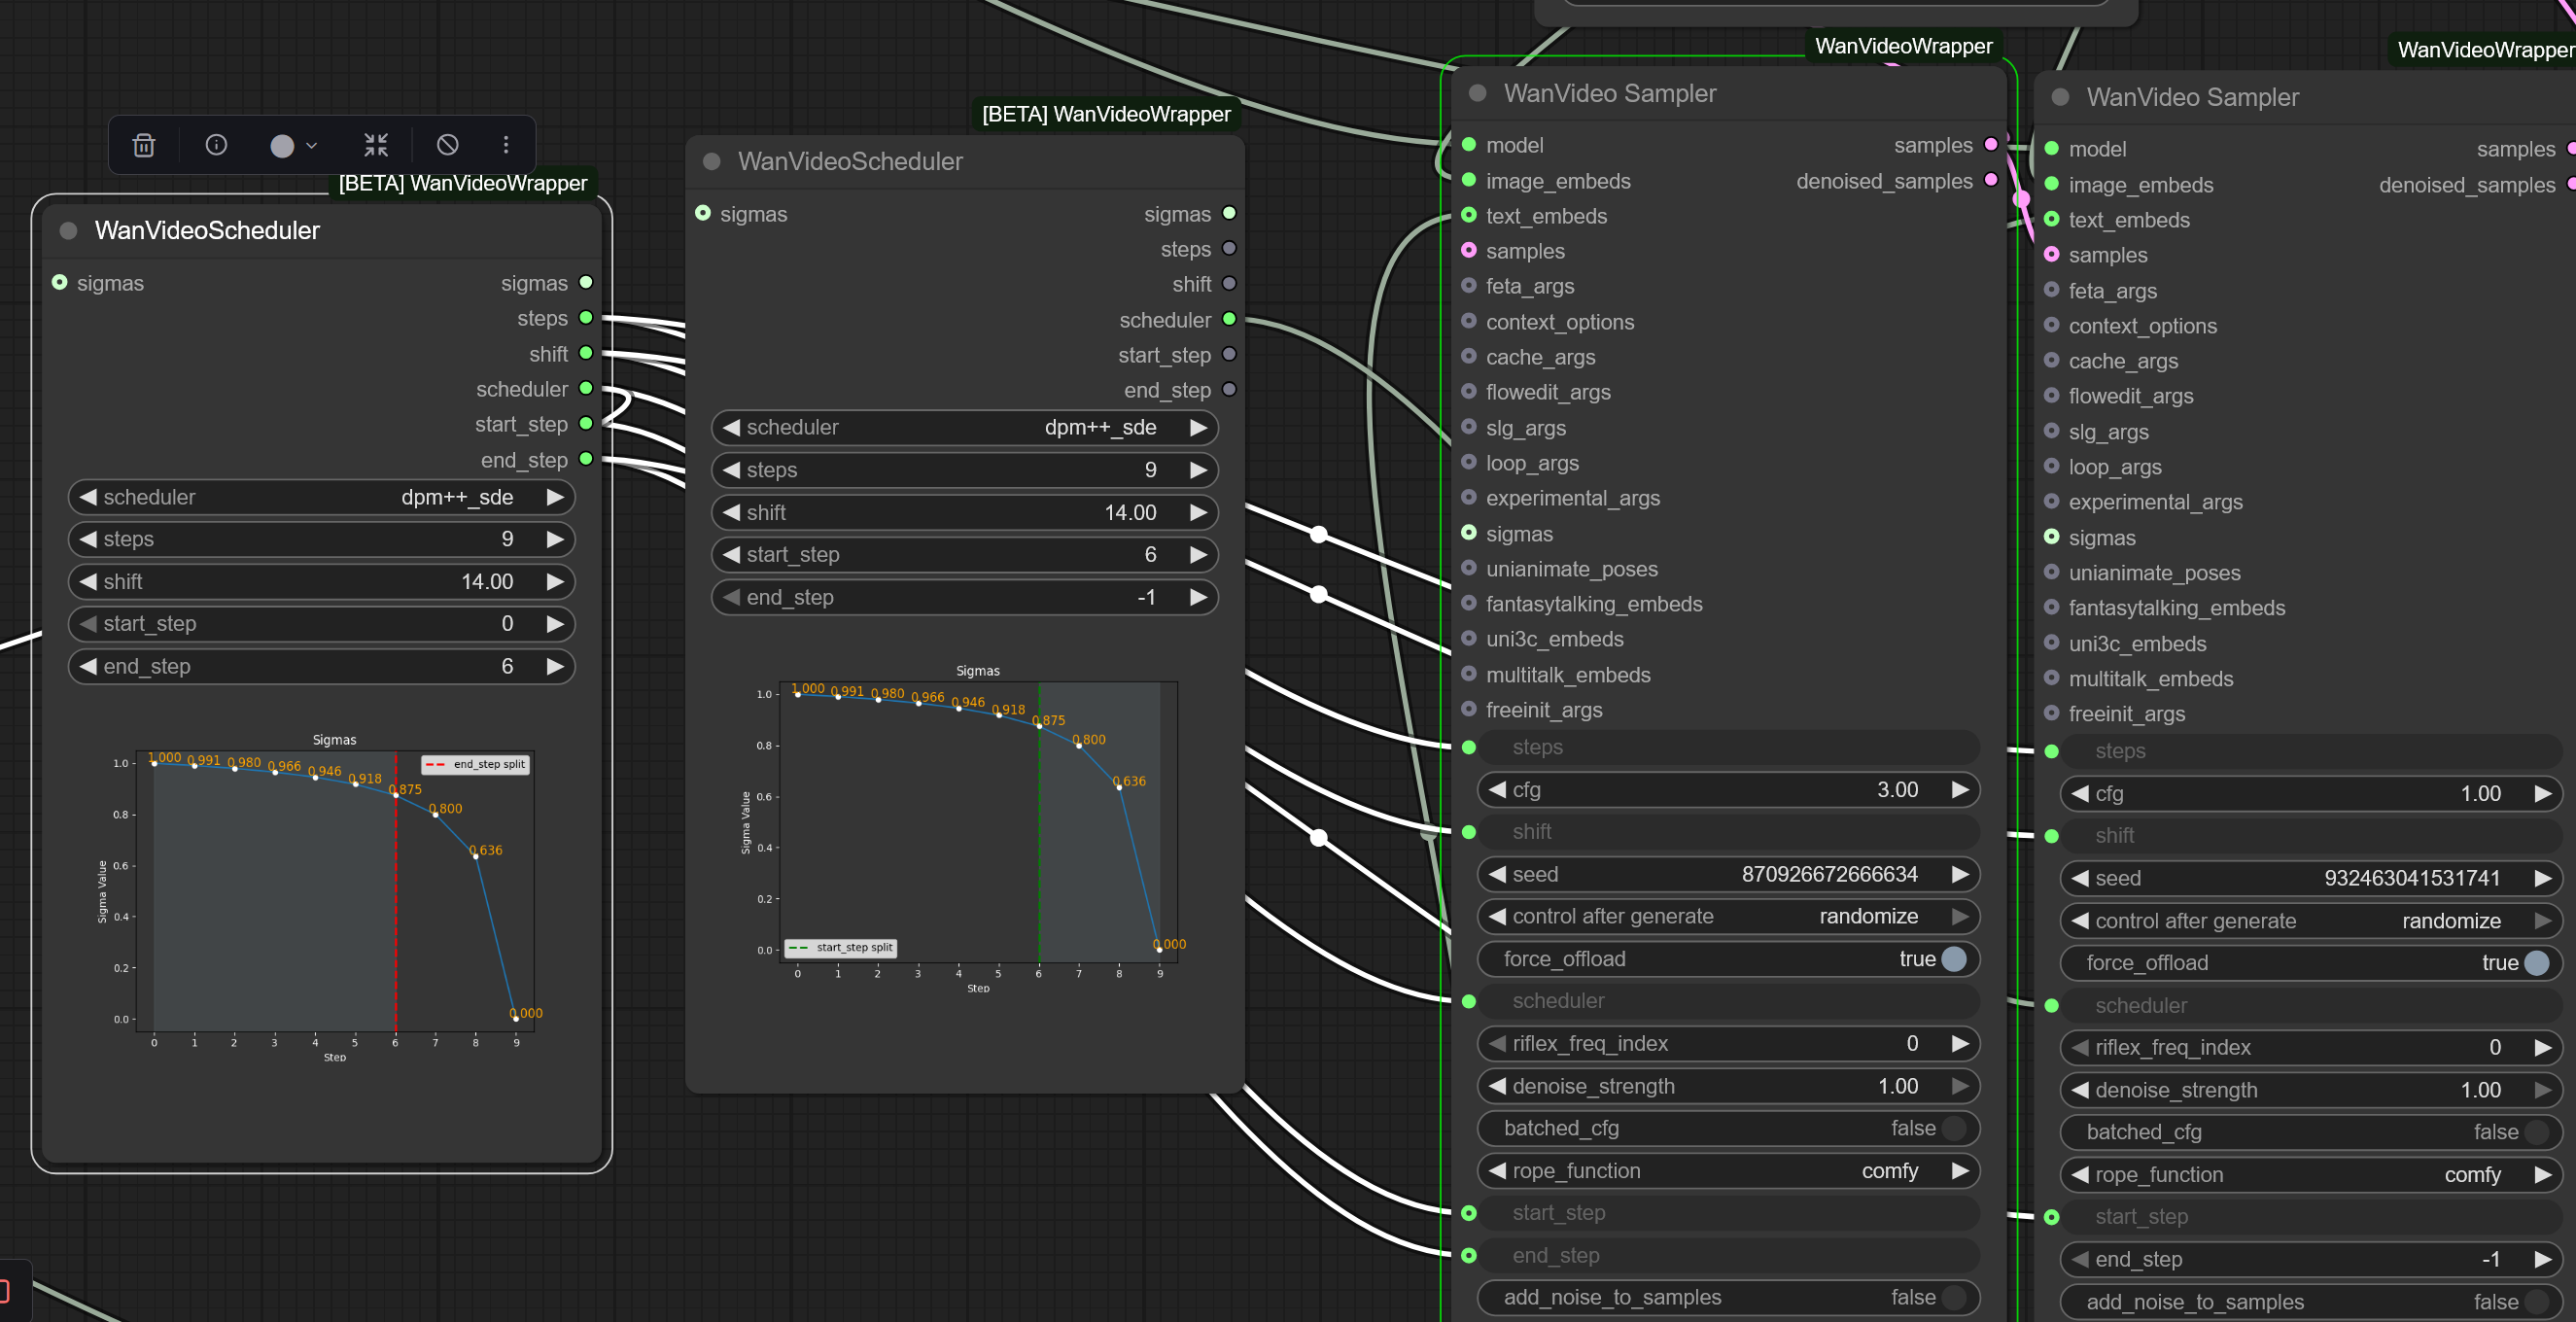 [BETA] WanVideoWrapper
WanVideoScheduler
sigmas
sigmas
steps
shift
scheduler
start_step
end_step
scheduler dpm++_sde
steps 9
shift 14.00
start_step 0
end_step 6
Sigmas
1.000 0.991 0.980 0.966 0.946 0.918 0.875 0.800 0.636 0.000
end_step split
Sigma Value
1.0
0.8
0.6
0.4
0.2
0.0
0 1 2 3 4 5 6 7 8 9
Step
[BETA] WanVideoWrapper
WanVideoScheduler
sigmas
sigmas
steps
shift
scheduler
start_step
end_step
scheduler dpm++_sde
steps 9
shift 14.00
start_step 6
end_step -1
Sigmas
1.000 0.991 0.980 0.966 0.946 0.918 0.875 0.800 0.636 0.000
start_step split
Sigma Value
1.0
0.8
0.6
0.4
0.2
0.0
0 1 2 3 4 5 6 7 8 9
Step
WanVideoWrapper
WanVideo Sampler
model samples
image_embeds denoised_samples
text_embeds
samples
feta_args
context_options
cache_args
flowedit_args
slg_args
loop_args
experimental_args
sigmas
unianimate_poses
fantasytalking_embeds
uni3c_embeds
multitalk_embeds
freeinit_args
steps
cfg 3.00
shift
seed 870926672666634
control after generate randomize
force_offload true
scheduler
riflex_freq_index 0
denoise_strength 1.00
batched_cfg false
rope_function comfy
start_step
end_step
add_noise_to_samples false
WanVideoWrapper
WanVideo Sampler
model samples
image_embeds denoised_samples
text_embeds
samples
feta_args
context_options
cache_args
flowedit_args
slg_args
loop_args
experimental_args
sigmas
unianimate_poses
fantasytalking_embeds
uni3c_embeds
multitalk_embeds
freeinit_args
steps
cfg 1.00
shift
seed 932463041531741
control after generate randomize
force_offload true
scheduler
riflex_freq_index 0
denoise_strength 1.00
batched_cfg false
rope_function comfy
start_step
end_step -1
add_noise_to_samples false